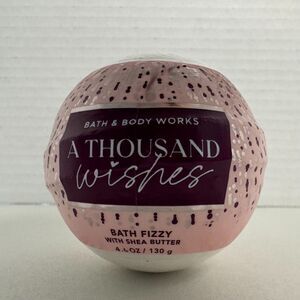 BATH & BODY WORKS
A THOUSAND
wishes
BATH FIZZY
WITH SHEA BUTTER
4.6 OZ / 130 g